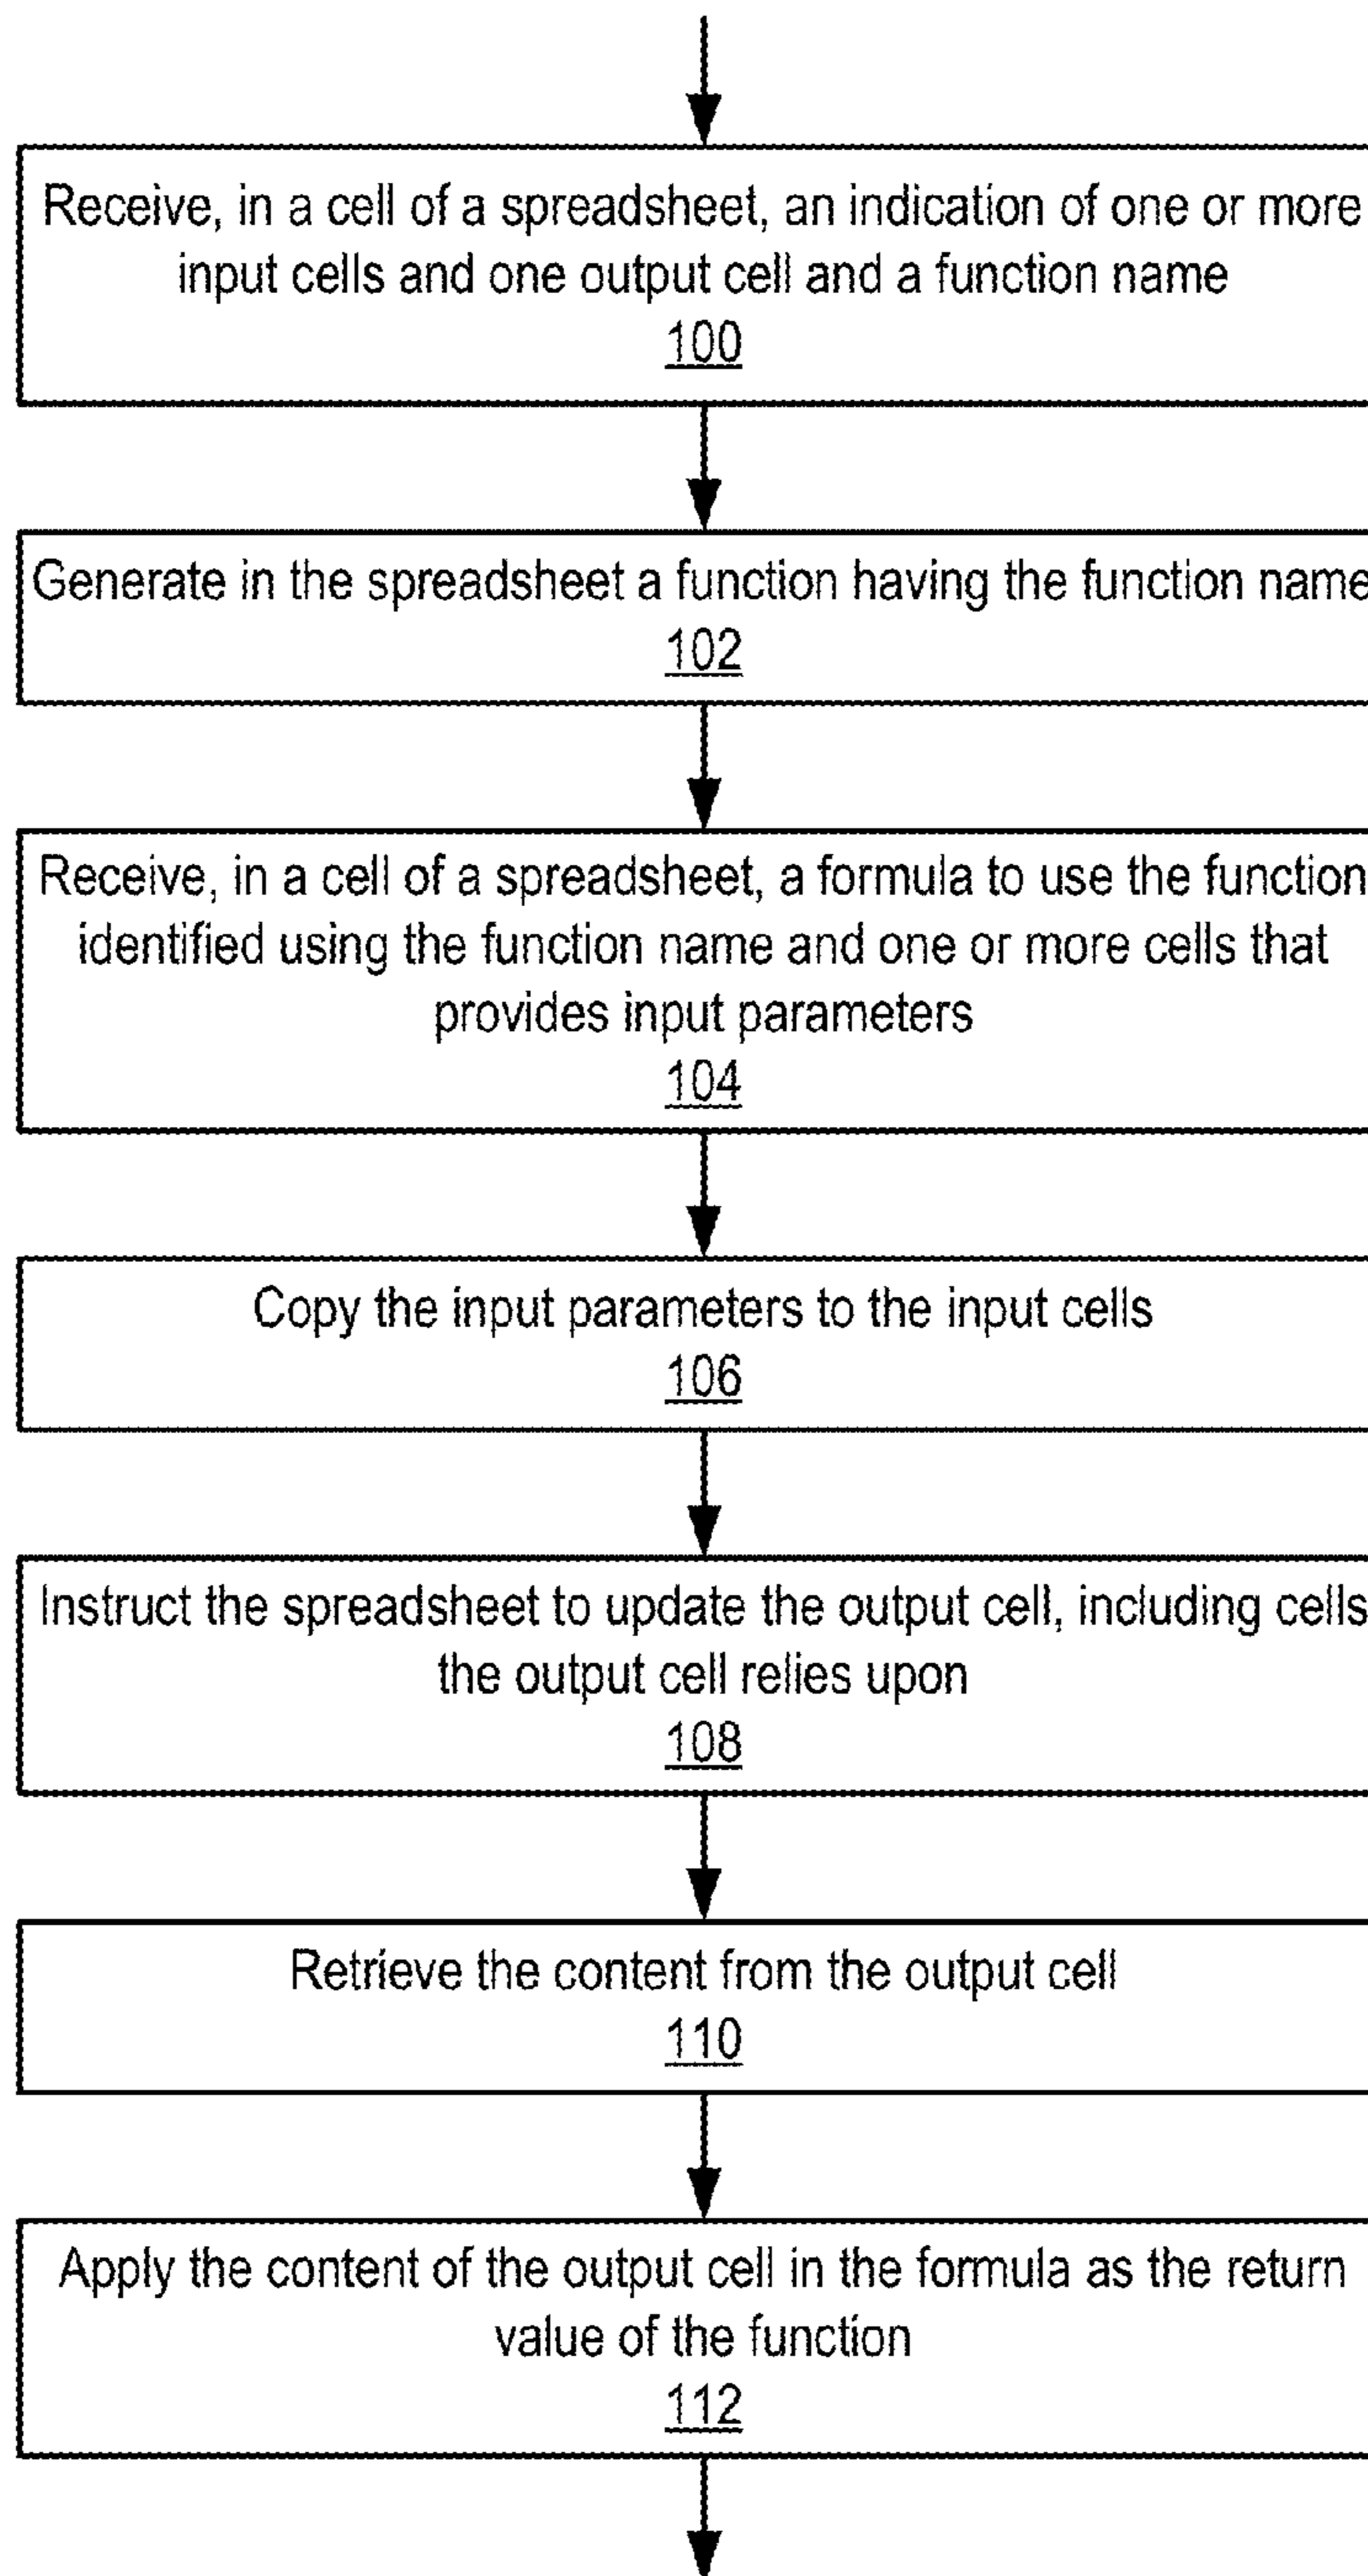 Receive, in a cell of a spreadsheet, an indication of one or more
input cells and one output cell and a function name
100
Generate in the spreadsheet a function having the function name
102
Receive, in a cell of a spreadsheet, a formula to use the function
identified using the function name and one or more cells that
provides input parameters
104
Copy the input parameters to the input cells
106
Instruct the spreadsheet to update the output cell, including cells
the output cell relies upon
108
Retrieve the content from the output cell
110
Apply the content of the output cell in the formula as the return
value of the function
112